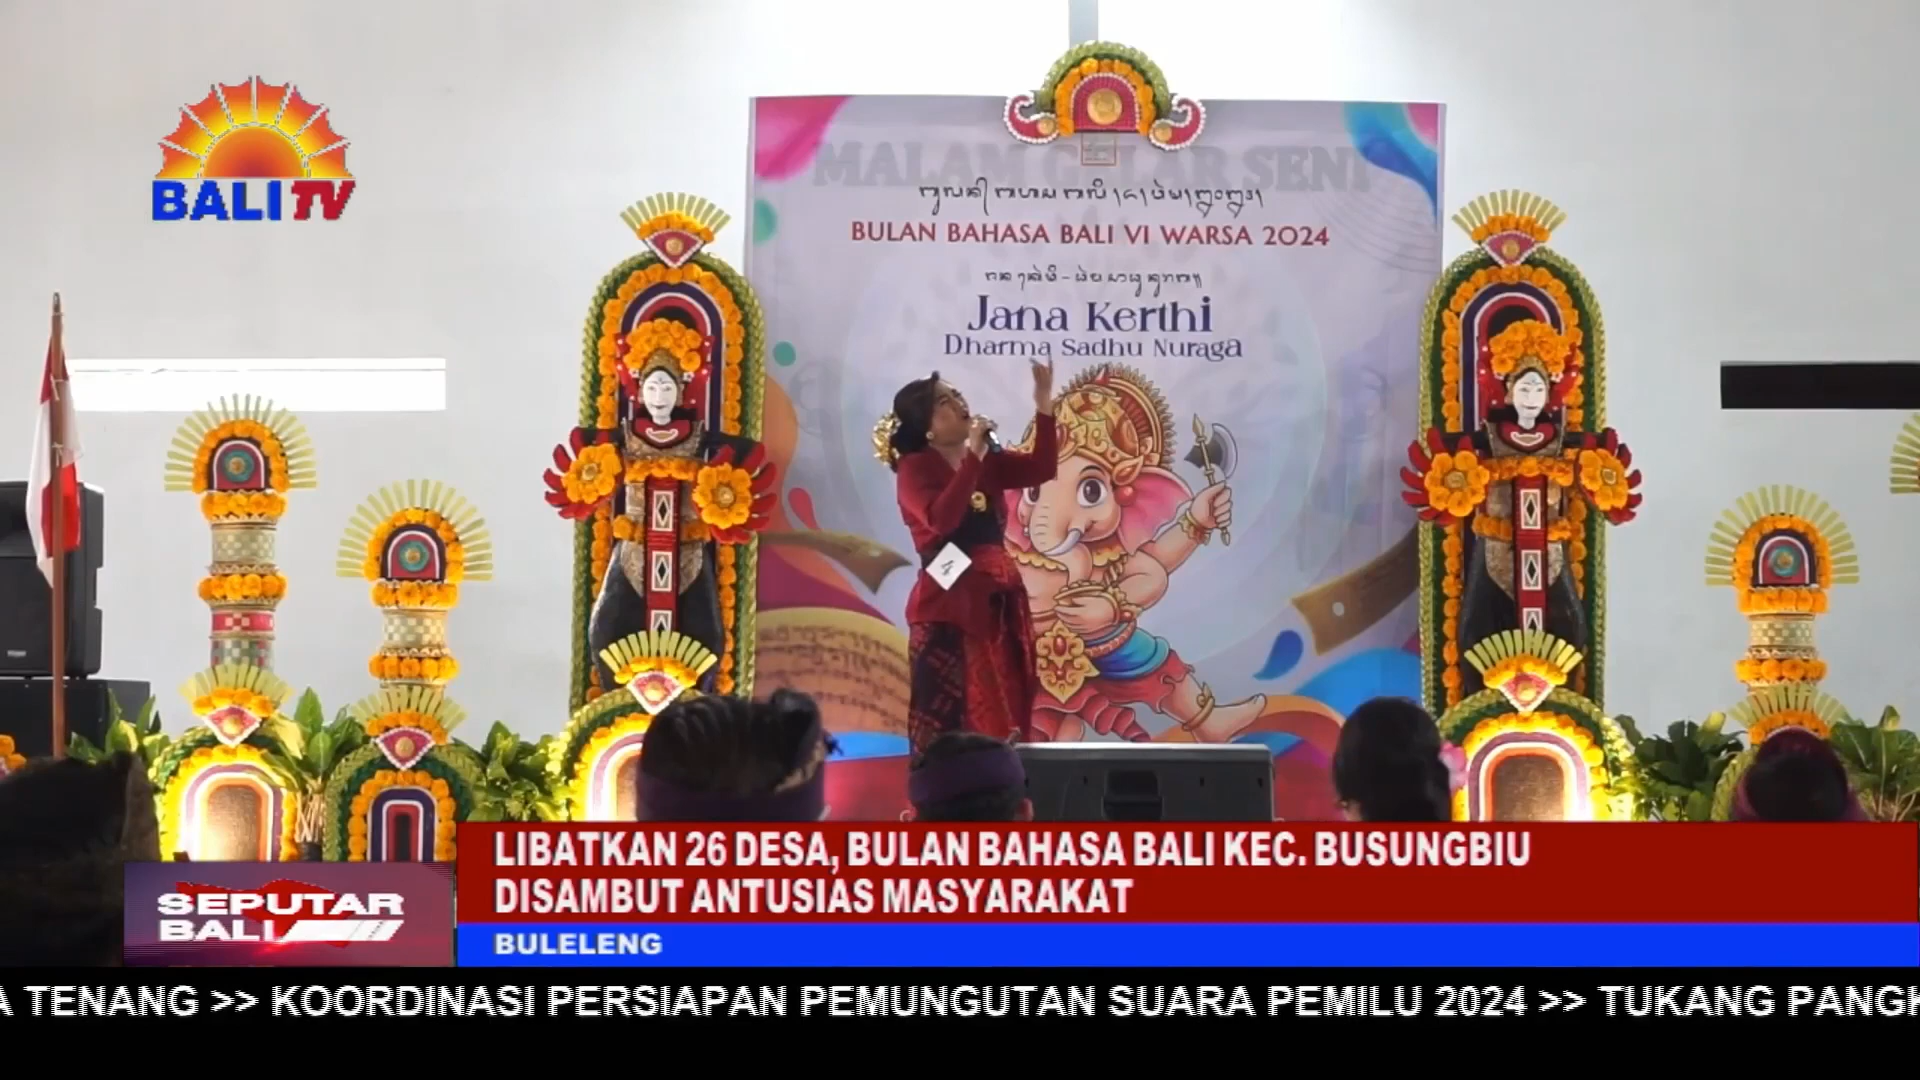 BALI TV
MALAM GELAR SENI
BULAN BAHASA BALI VI WARSA 2024
Jana Kerthi
Dharma Sadhu Nuraga
4
LIBATKAN 26 DESA, BULAN BAHASA BALI KEC. BUSUNGBIU
DISAMBUT ANTUSIAS MASYARAKAT
SEPUTAR
BALI
BULELENG
A TENANG >> KOORDINASI PERSIAPAN PEMUNGUTAN SUARA PEMILU 2024 >> TUKANG PANGK